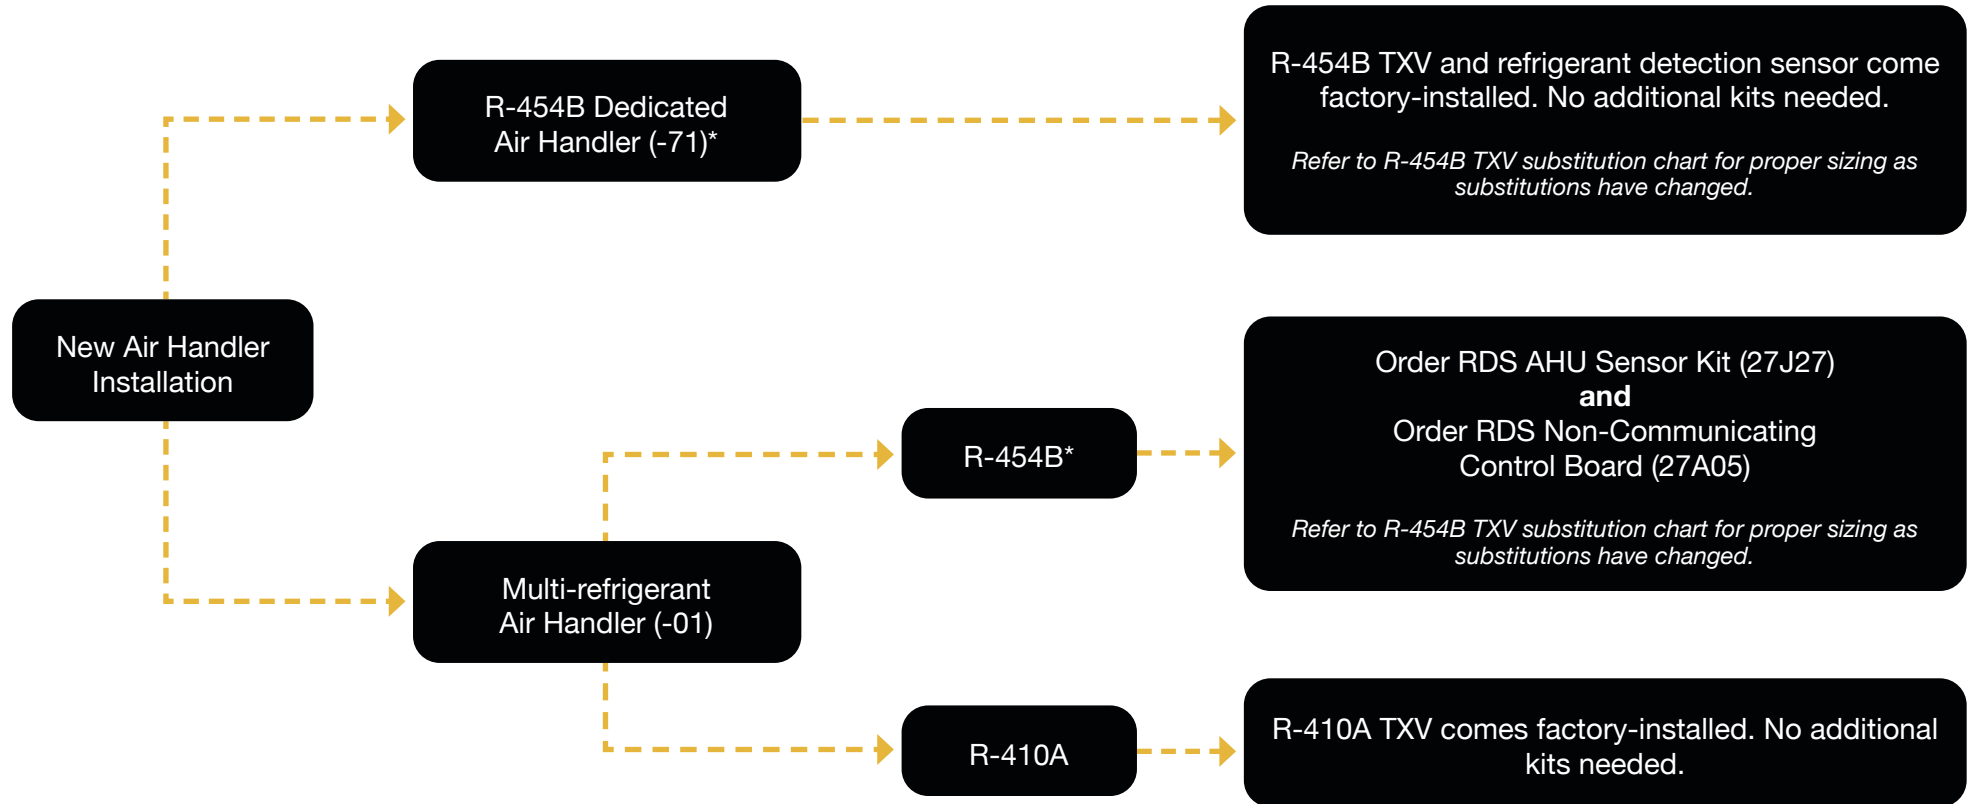 New Air Handler
Installation
R-454B Dedicated
Air Handler (-71)*
R-454B TXV and refrigerant detection sensor come
factory-installed. No additional kits needed.
Refer to R-454B TXV substitution chart for proper sizing as
substitutions have changed.
Multi-refrigerant
Air Handler (-01)
R-454B*
Order RDS AHU Sensor Kit (27J27)
and
Order RDS Non-Communicating
Control Board (27A05)
Refer to R-454B TXV substitution chart for proper sizing as
substitutions have changed.
R-410A
R-410A TXV comes factory-installed. No additional
kits needed.